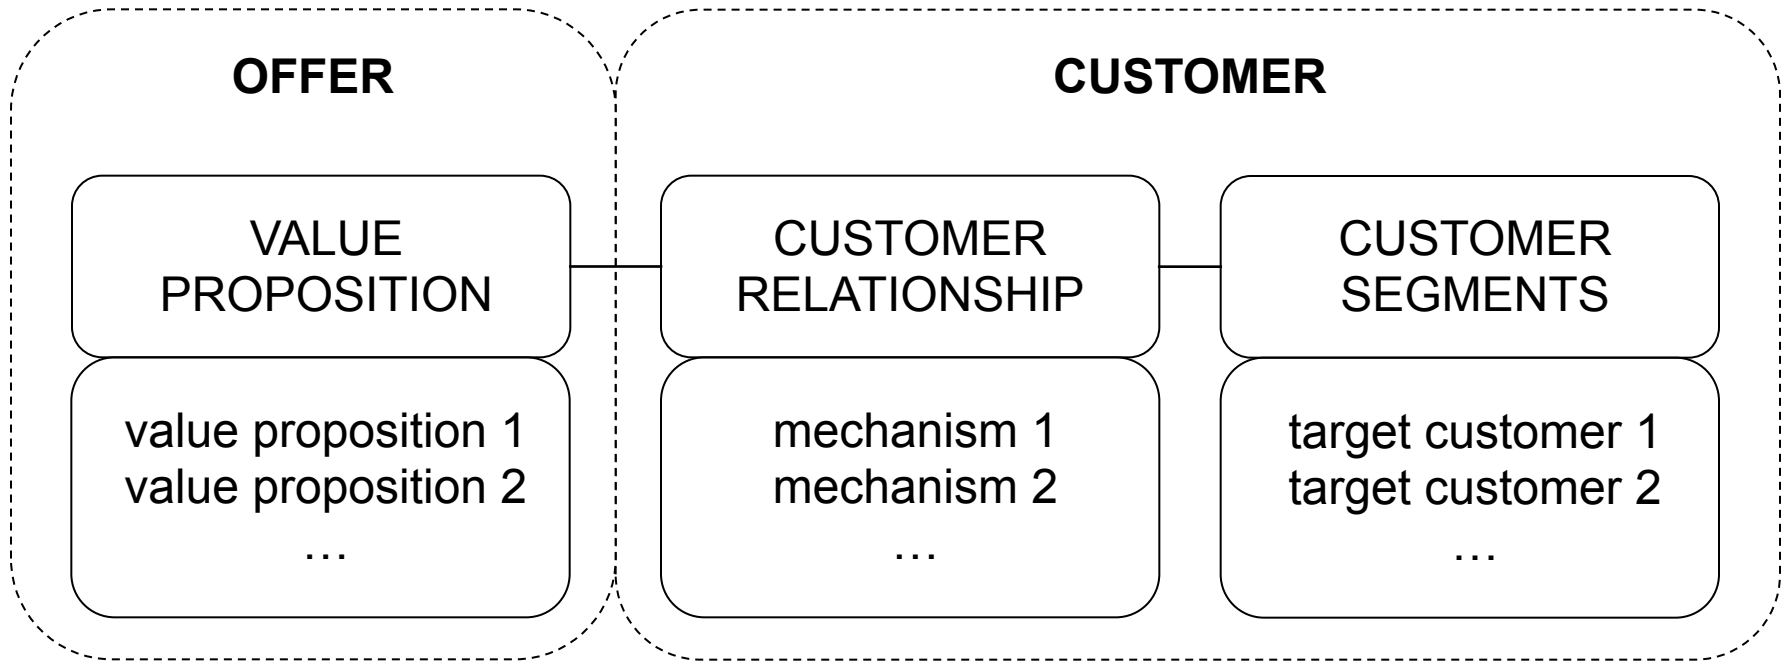 OFFER
CUSTOMER
VALUE
PROPOSITION
CUSTOMER
RELATIONSHIP
CUSTOMER
SEGMENTS
value proposition 1
value proposition 2
…
mechanism 1
mechanism 2
…
target customer 1
target customer 2
…